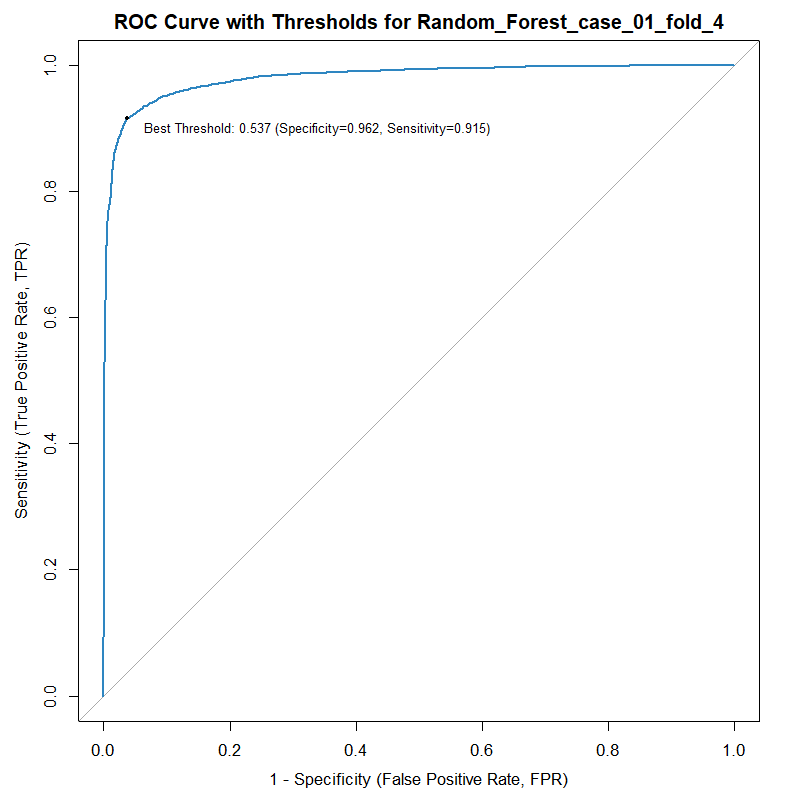 ROC Curve with Thresholds for Random_Forest_case_01_fold_4
Best Threshold: 0.537 (Specificity=0.962, Sensitivity=0.915)
Sensitivity (True Positive Rate, TPR)
1.0
0.8
0.6
0.4
0.2
0.0
0.0 0.2 0.4 0.6 0.8 1.0
1 - Specificity (False Positive Rate, FPR)